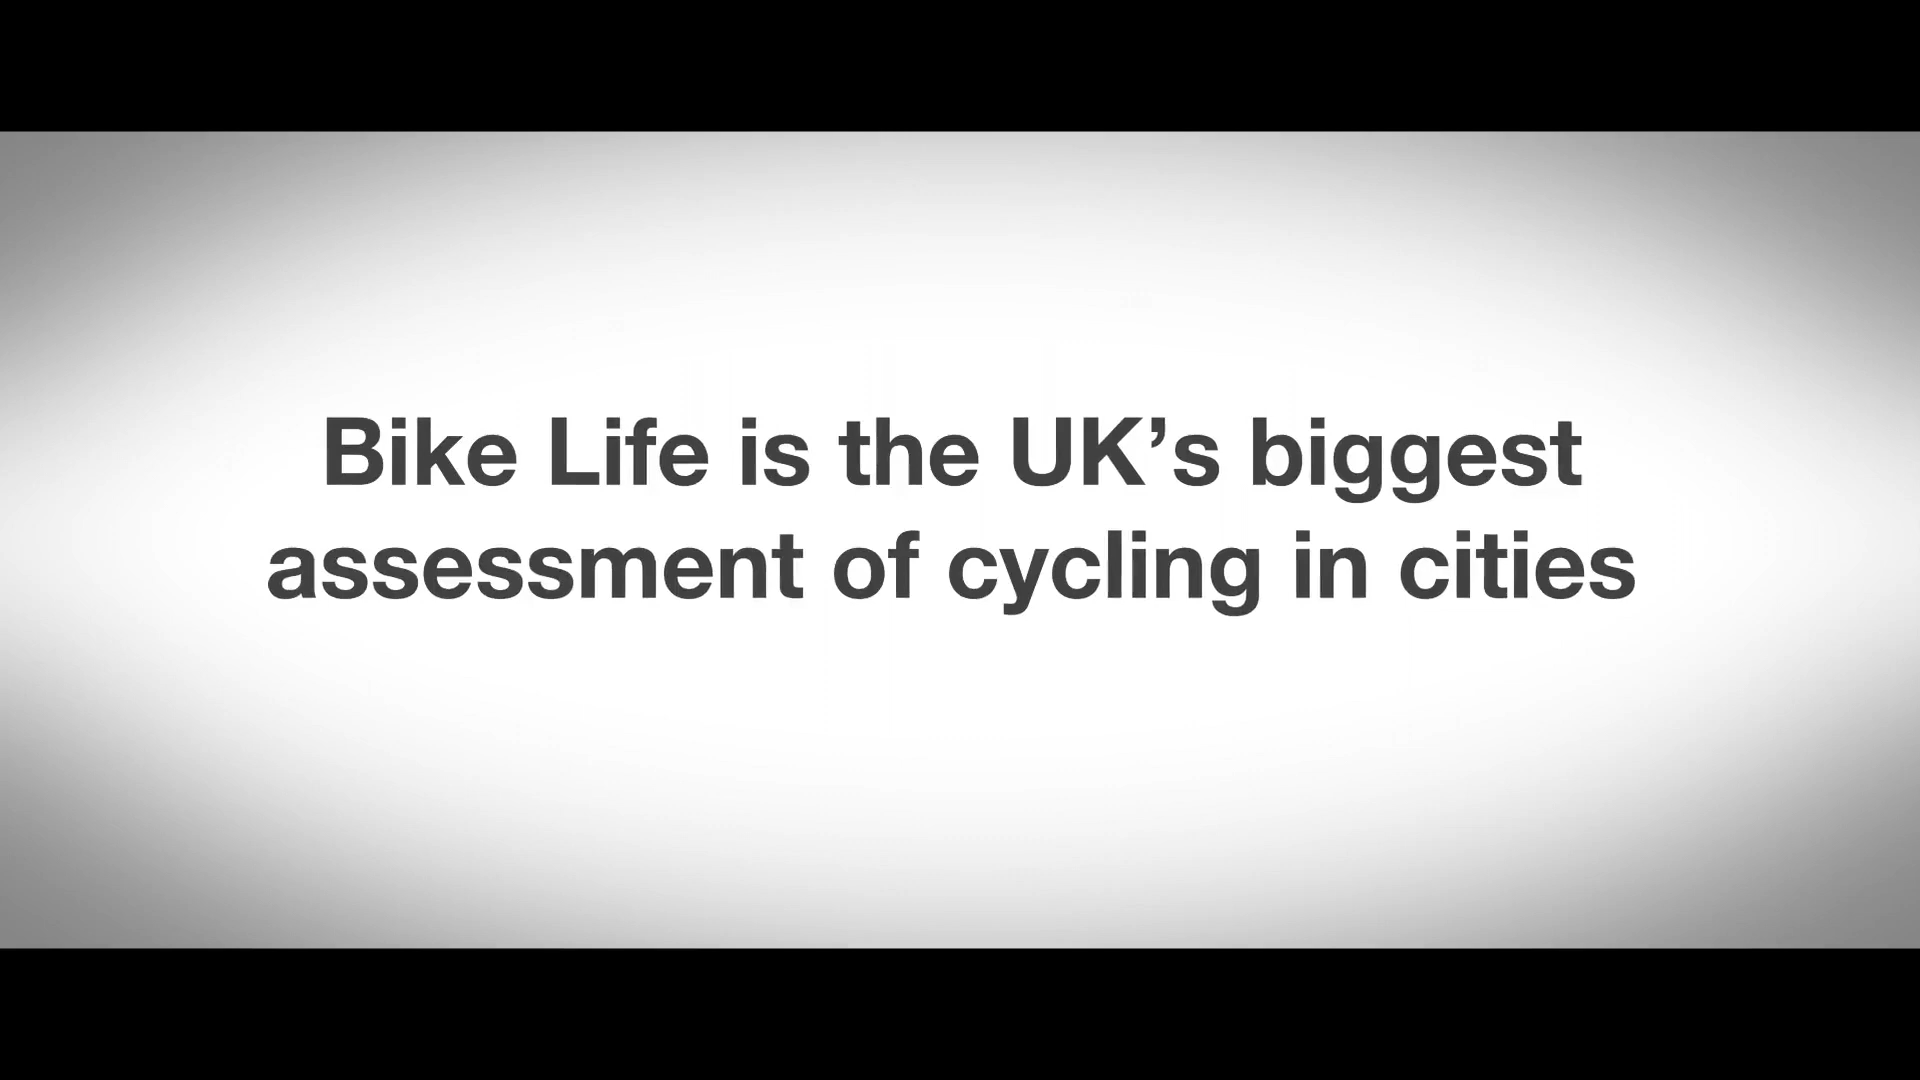 Bike Life is the UK’s biggest
assessment of cycling in cities